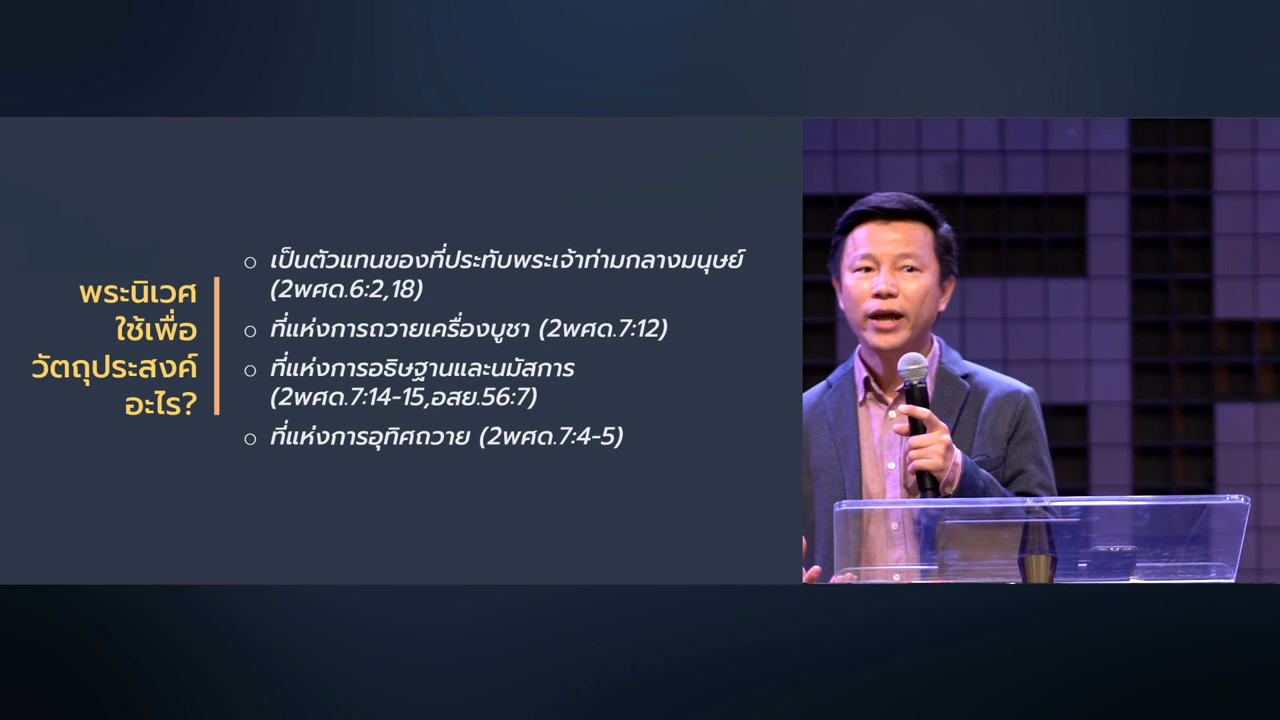 พระนิเวศ
ใช้เพื่อ
วัตถุประสงค์
อะไร?
เป็นตัวแทนของที่ประทับพระเจ้าท่ามกลางมนุษย์
(2พศด.6:2,18)
ที่แห่งการถวายเครื่องบูชา (2พศด.7:12)
ที่แห่งการอธิษฐานและนมัสการ
(2พศด.7:14-15,อสย.56:7)
ที่แห่งการอุทิศถวาย (2พศด.7:4-5)